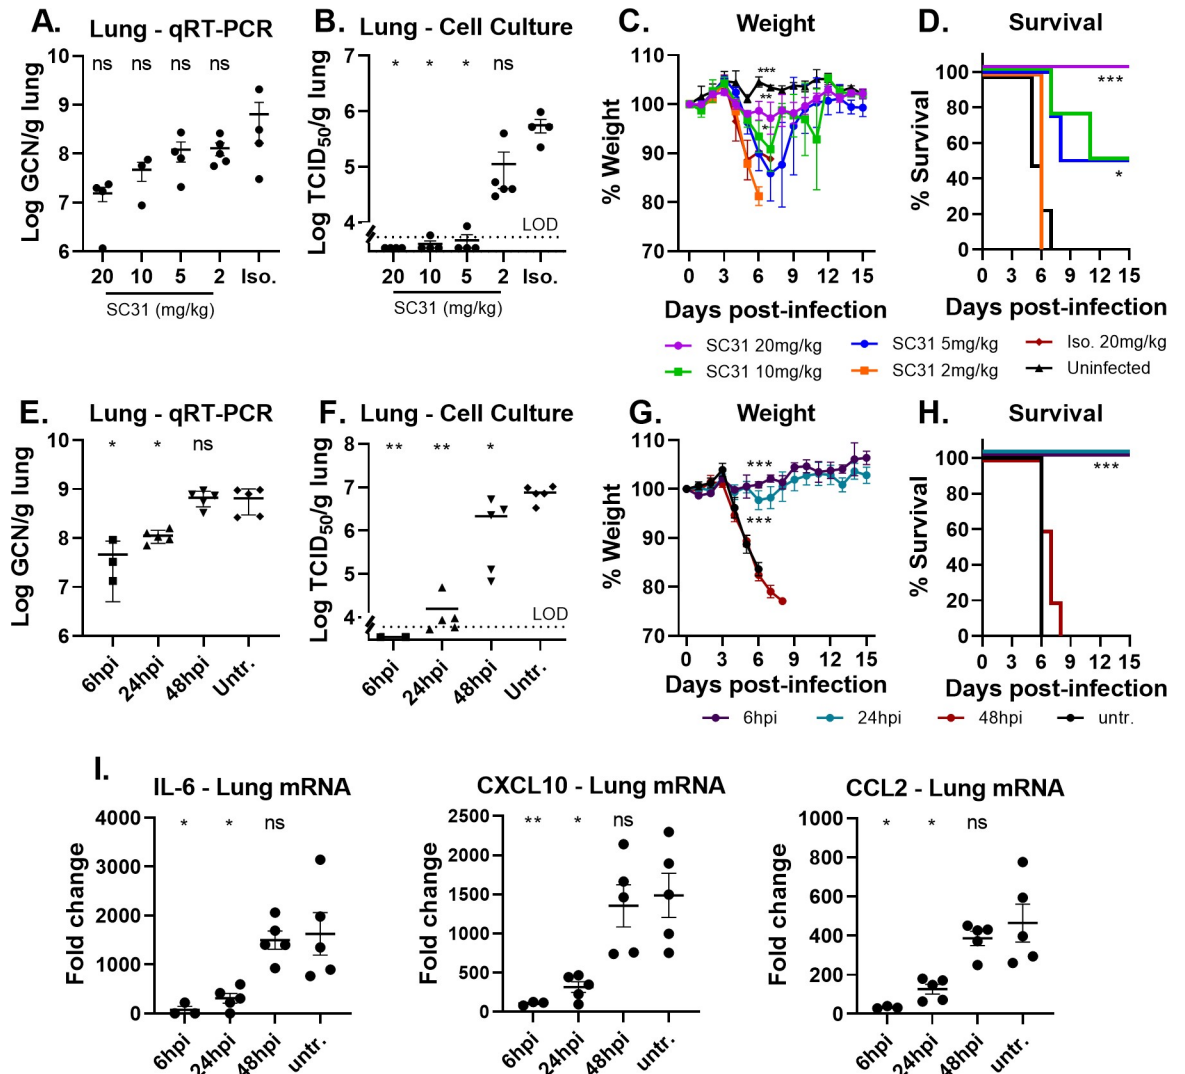 A.
Lung - qRT-PCR
Log GCN/g lung
10
9
8
7
6
ns ns ns ns
20 10 5 2 Iso.
SC31 (mg/kg)
B.
Lung - Cell Culture
Log TCID50/g lung
7
6
5
4
* * * ns
LOD
20 10 5 2 Iso.
SC31 (mg/kg)
C.
Weight
% Weight
110
100
90
80
70
***
**
*
0 3 6 9 12 15
Days post-infection
D.
Survival
% Survival
100
80
60
40
20
0
***
*
0 3 6 9 12 15
Days post-infection
SC31 20mg/kg SC31 5mg/kg Iso. 20mg/kg
SC31 10mg/kg SC31 2mg/kg Uninfected
E.
Lung - qRT-PCR
Log GCN/g lung
10
9
8
7
6
* * ns
6hpi 24hpi 48hpi Untr.
F.
Lung - Cell Culture
Log TCID50/g lung
8
7
6
5
4
** ** *
LOD
6hpi 24hpi 48hpi Untr.
G.
Weight
% Weight
110
100
90
80
70
***
***
0 3 6 9 12 15
Days post-infection
H.
Survival
% Survival
100
80
60
40
20
0
***
0 3 6 9 12 15
Days post-infection
6hpi 24hpi 48hpi untr.
I.
IL-6 - Lung mRNA
Fold change
4000
3000
2000
1000
0
* * ns
6hpi 24hpi 48hpi untr.
CXCL10 - Lung mRNA
Fold change
2500
2000
1500
1000
500
0
** * ns
6hpi 24hpi 48hpi untr.
CCL2 - Lung mRNA
Fold change
1000
800
600
400
200
0
* * ns
6hpi 24hpi 48hpi untr.